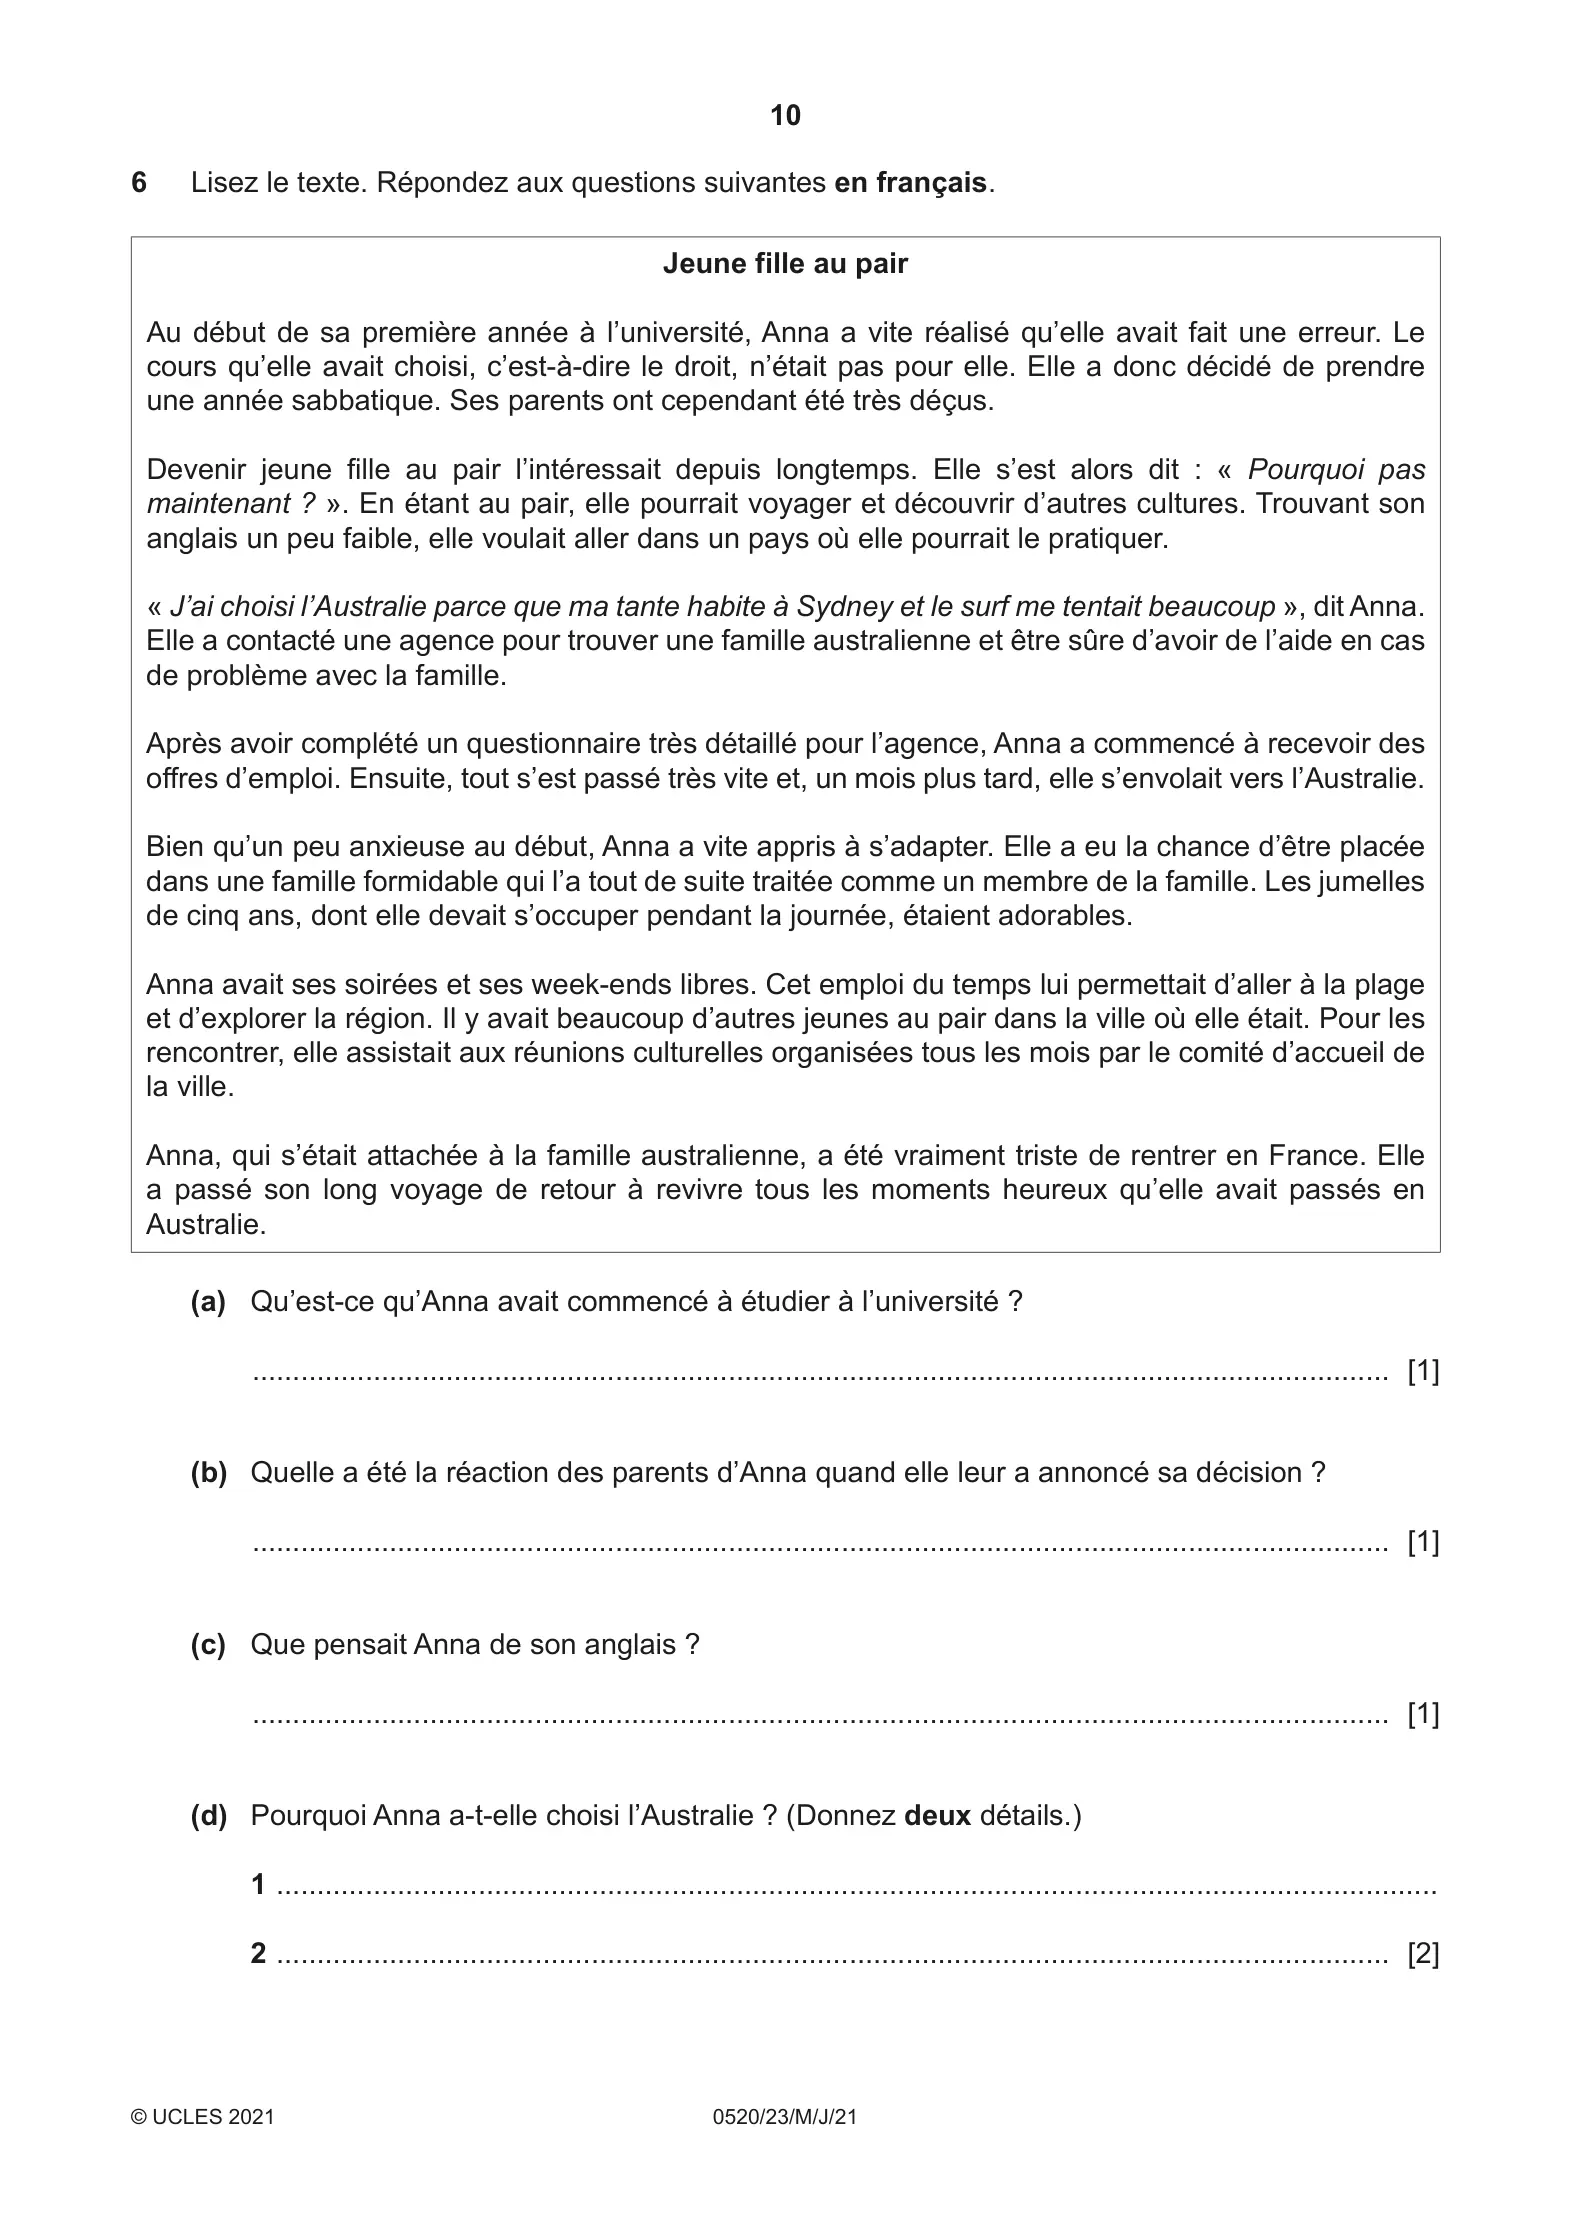 10
6 Lisez le texte. Répondez aux questions suivantes en français.
Jeune fille au pair
Au début de sa première année à l’université, Anna a vite réalisé qu’elle avait fait une erreur. Le
cours qu’elle avait choisi, c’est-à-dire le droit, n’était pas pour elle. Elle a donc décidé de prendre
une année sabbatique. Ses parents ont cependant été très déçus.
Devenir jeune fille au pair l’intéressait depuis longtemps. Elle s’est alors dit : « Pourquoi pas
maintenant ? ». En étant au pair, elle pourrait voyager et découvrir d’autres cultures. Trouvant son
anglais un peu faible, elle voulait aller dans un pays où elle pourrait le pratiquer.
« J’ai choisi l’Australie parce que ma tante habite à Sydney et le surf me tentait beaucoup », dit Anna.
Elle a contacté une agence pour trouver une famille australienne et être sûre d’avoir de l’aide en cas
de problème avec la famille.
Après avoir complété un questionnaire très détaillé pour l’agence, Anna a commencé à recevoir des
offres d’emploi. Ensuite, tout s’est passé très vite et, un mois plus tard, elle s’envolait vers l’Australie.
Bien qu’un peu anxieuse au début, Anna a vite appris à s’adapter. Elle a eu la chance d’être placée
dans une famille formidable qui l’a tout de suite traitée comme un membre de la famille. Les jumelles
de cinq ans, dont elle devait s’occuper pendant la journée, étaient adorables.
Anna avait ses soirées et ses week-ends libres. Cet emploi du temps lui permettait d’aller à la plage
et d’explorer la région. Il y avait beaucoup d’autres jeunes au pair dans la ville où elle était. Pour les
rencontrer, elle assistait aux réunions culturelles organisées tous les mois par le comité d’accueil de
la ville.
Anna, qui s’était attachée à la famille australienne, a été vraiment triste de rentrer en France. Elle
a passé son long voyage de retour à revivre tous les moments heureux qu’elle avait passés en
Australie.
(a) Qu’est-ce qu’Anna avait commencé à étudier à l’université ?
[1]
(b) Quelle a été la réaction des parents d’Anna quand elle leur a annoncé sa décision ?
[1]
(c) Que pensait Anna de son anglais ?
[1]
(d) Pourquoi Anna a-t-elle choisi l’Australie ? (Donnez deux détails.)
1
2 [2]
© UCLES 2021 0520/23/M/J/21